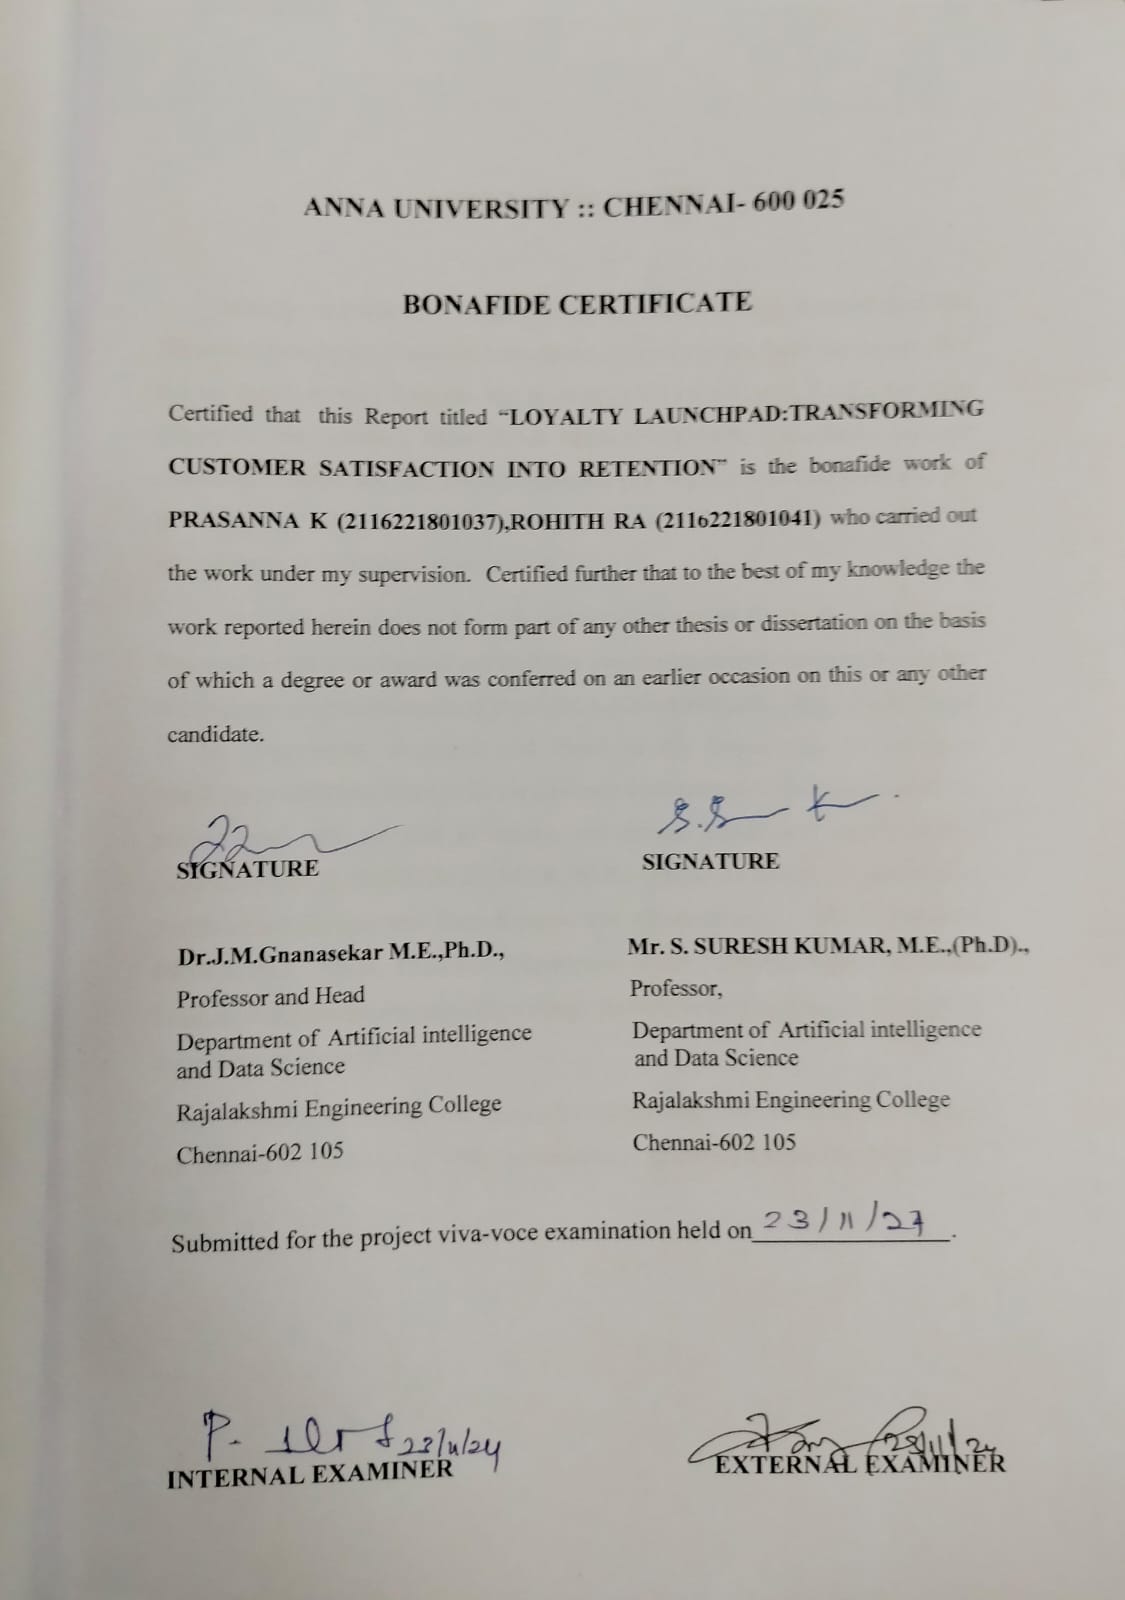 ANNA UNIVERSITY :: CHENNAI- 600 025
BONAFIDE CERTIFICATE
Certified that this Report titled “LOYALTY LAUNCHPAD:TRANSFORMING
CUSTOMER SATISFACTION INTO RETENTION” is the bonafide work of
PRASANNA K (2116221801037),ROHITH RA (2116221801041) who carried out
the work under my supervision. Certified further that to the best of my knowledge the
work reported herein does not form part of any other thesis or dissertation on the basis
of which a degree or award was conferred on an earlier occasion on this or any other
candidate.
SIGNATURE
Dr.J.M.Gnanasekar M.E.,Ph.D.,
Professor and Head
Department of Artificial intelligence
and Data Science
Rajalakshmi Engineering College
Chennai-602 105
SIGNATURE
Mr. S. SURESH KUMAR, M.E.,(Ph.D).,
Professor,
Department of Artificial intelligence
and Data Science
Rajalakshmi Engineering College
Chennai-602 105
Submitted for the project viva-voce examination held on 23/11/24.
23/11/24
INTERNAL EXAMINER
23/11/24
EXTERNAL EXAMINER